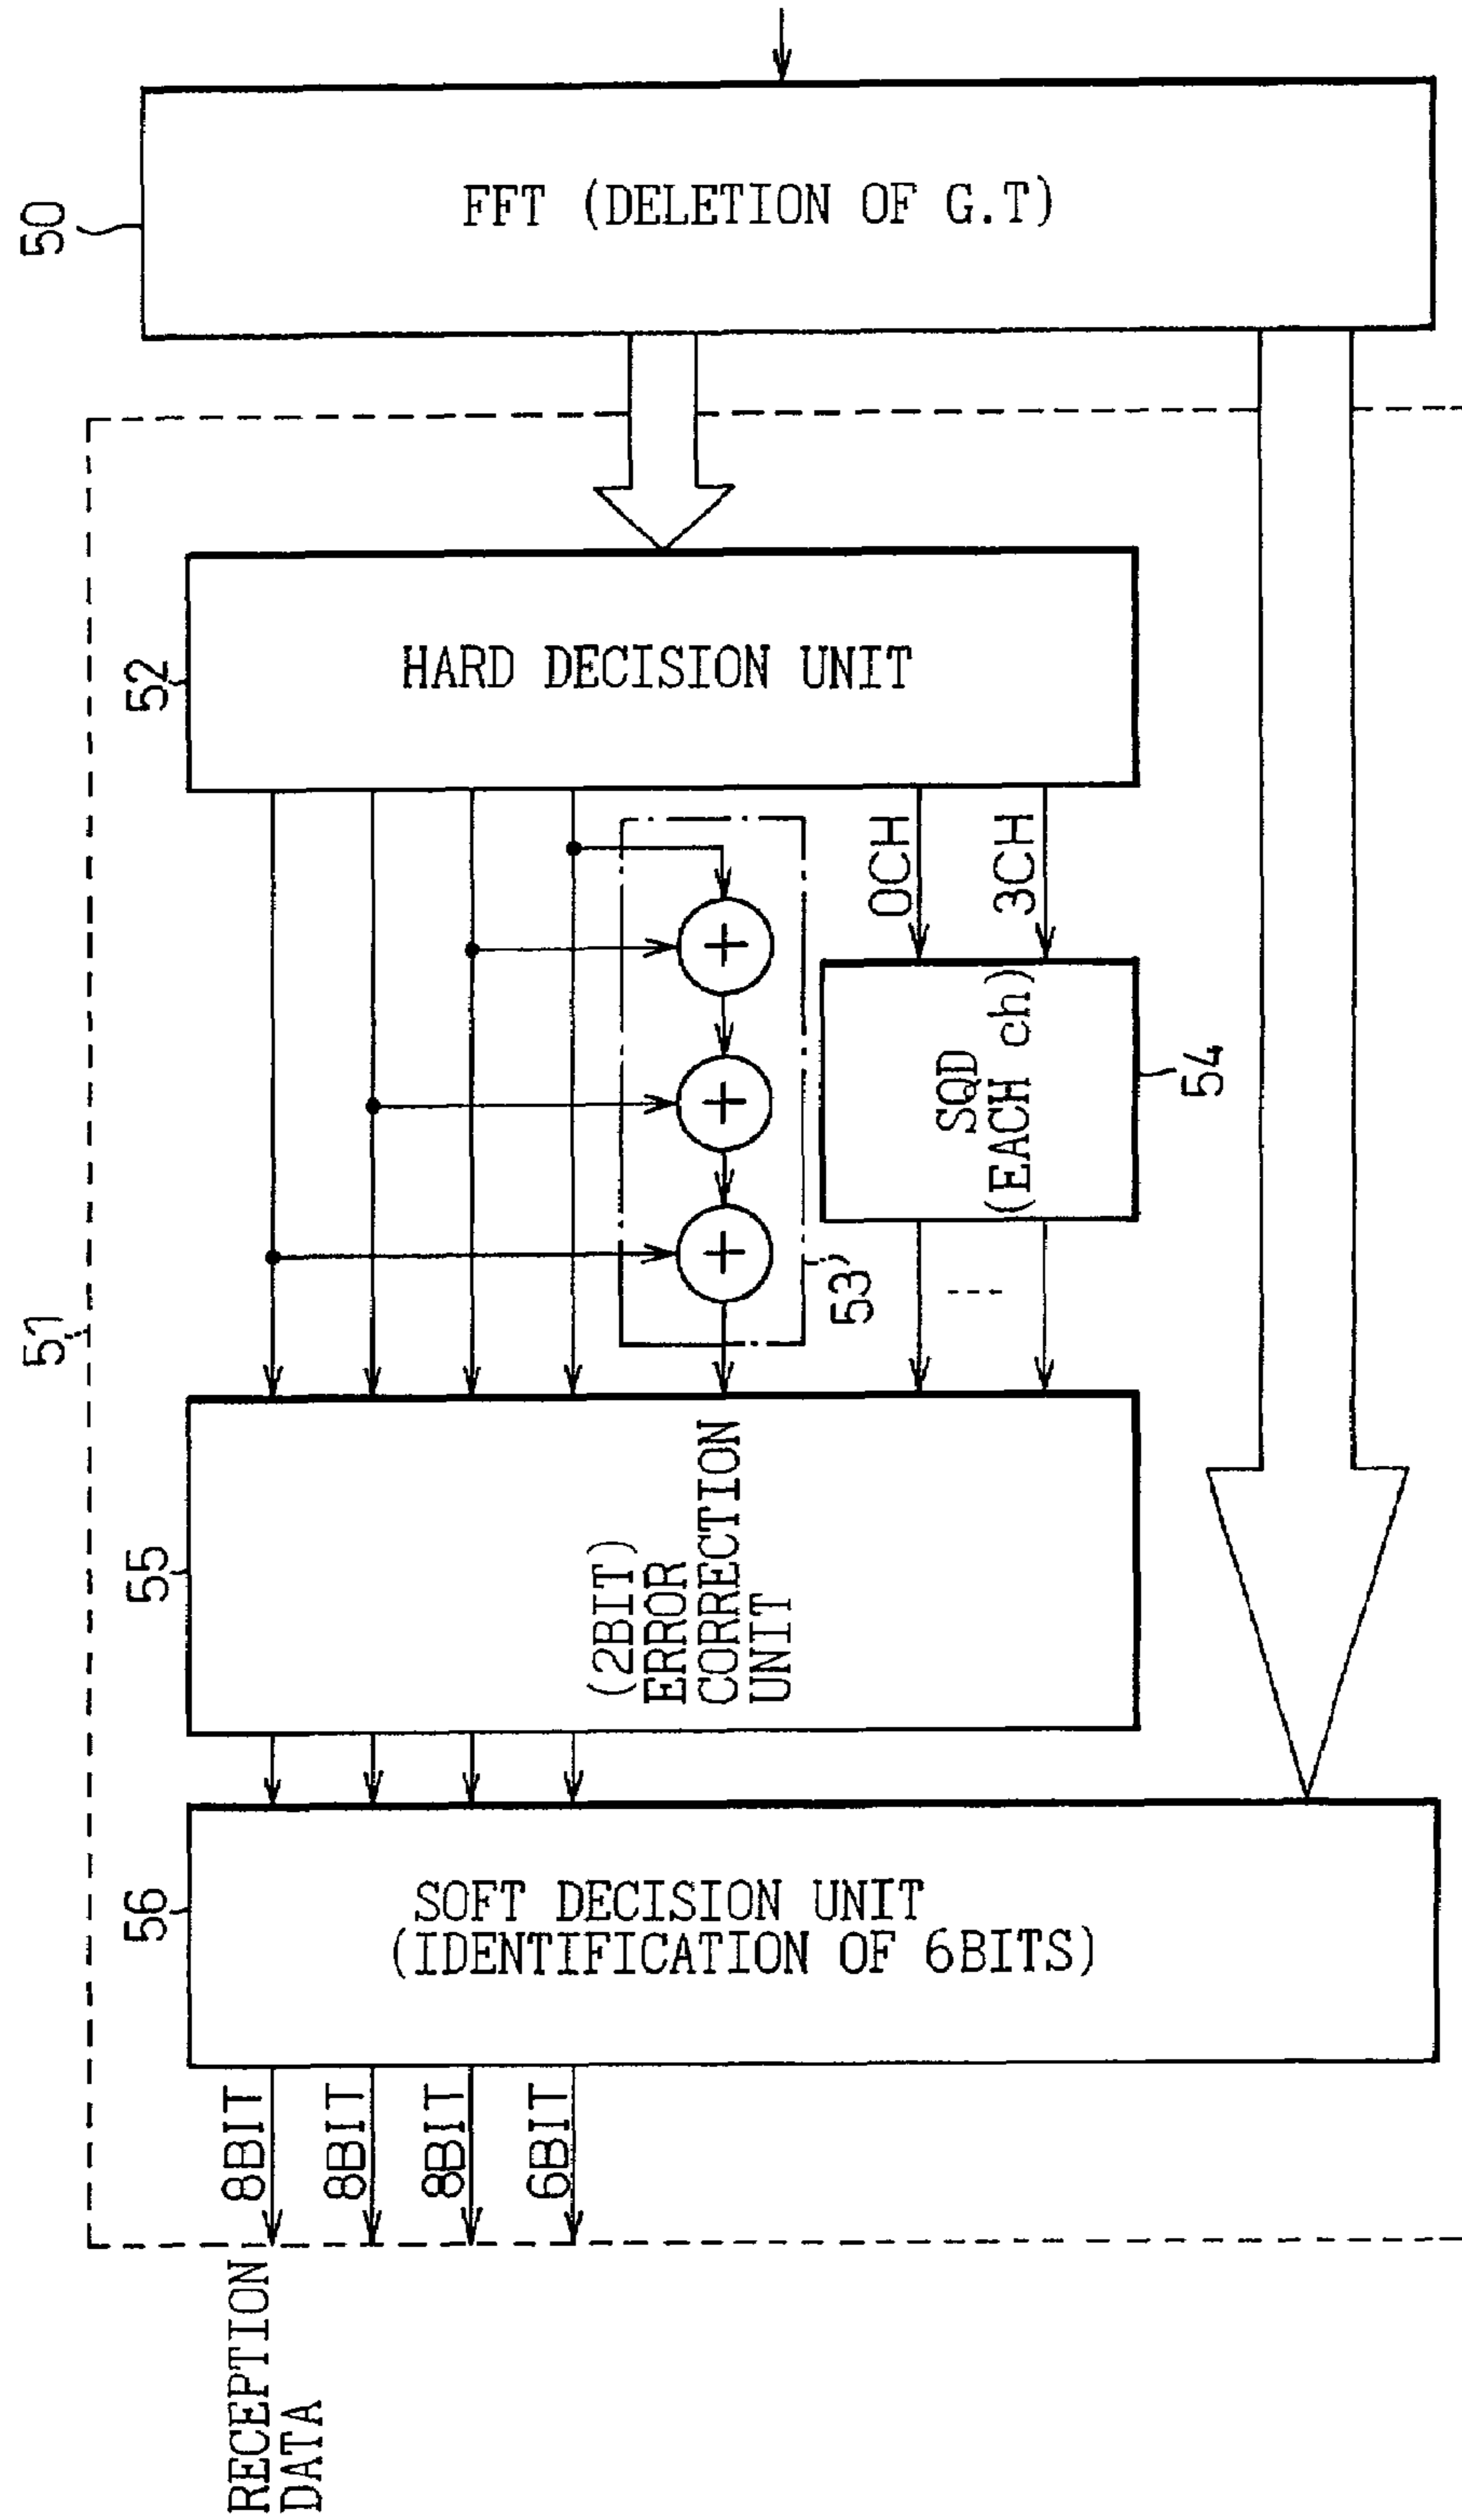 50
FFT (DELETION OF G.T)
51
52
HARD DECISION UNIT
0CH
3CH
SQD
(EACH ch)
54
53
55
(2BIT)
ERROR
CORRECTION
UNIT
56
SOFT DECISION UNIT
(IDENTIFICATION OF 6BITS)
8BIT
8BIT
8BIT
6BIT
RECEPTION
DATA